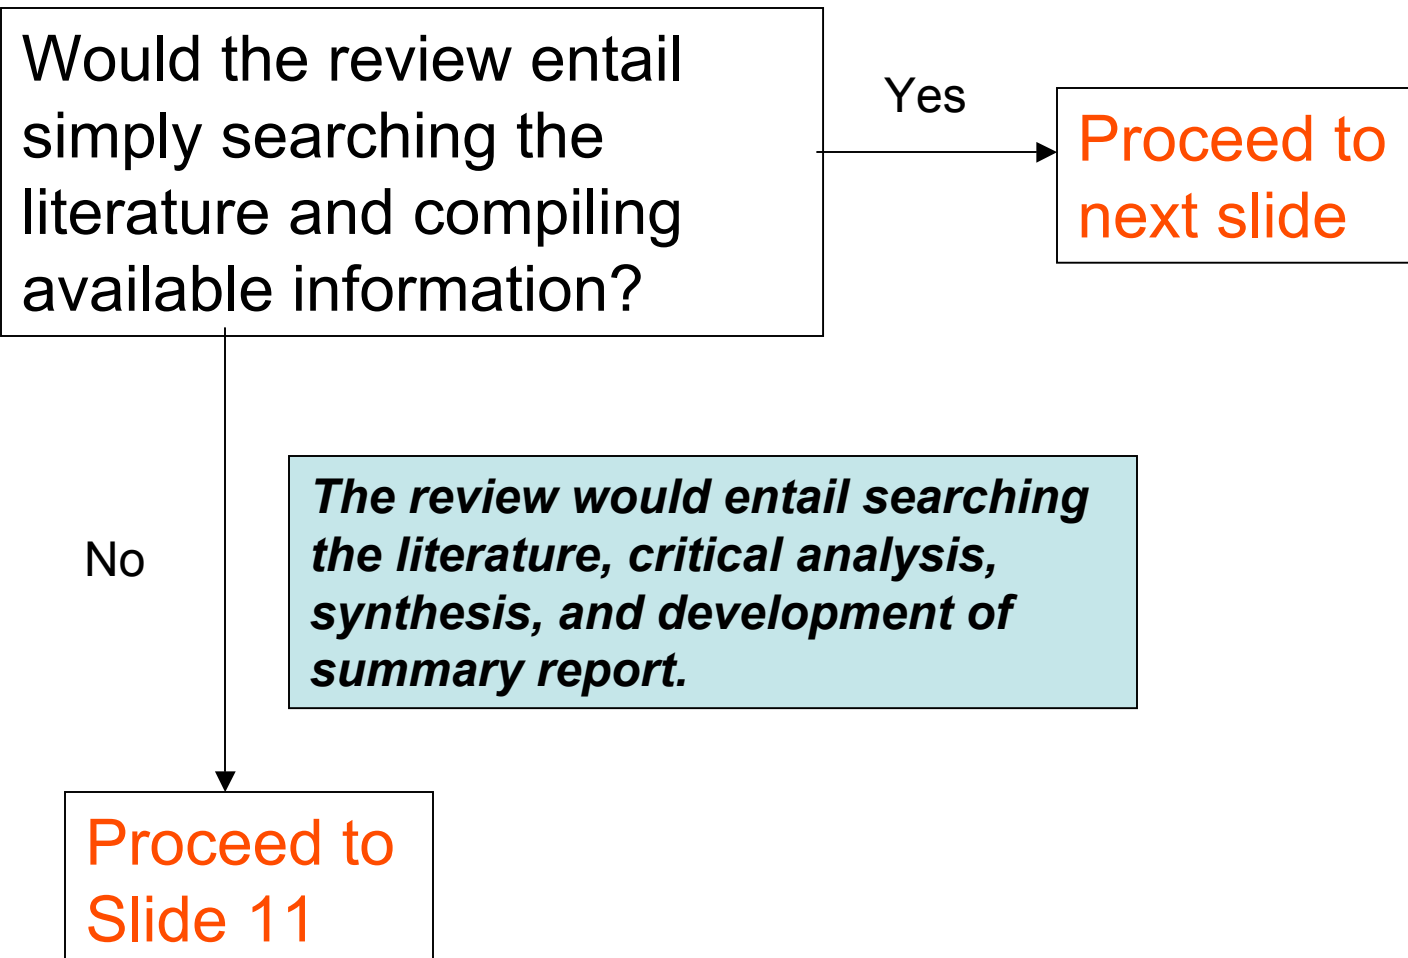 Would the review entail
simply searching the
literature and compiling
available information?
Yes
Proceed to
next slide
No
The review would entail searching
the literature, critical analysis,
synthesis, and development of
summary report.
Proceed to
Slide 11